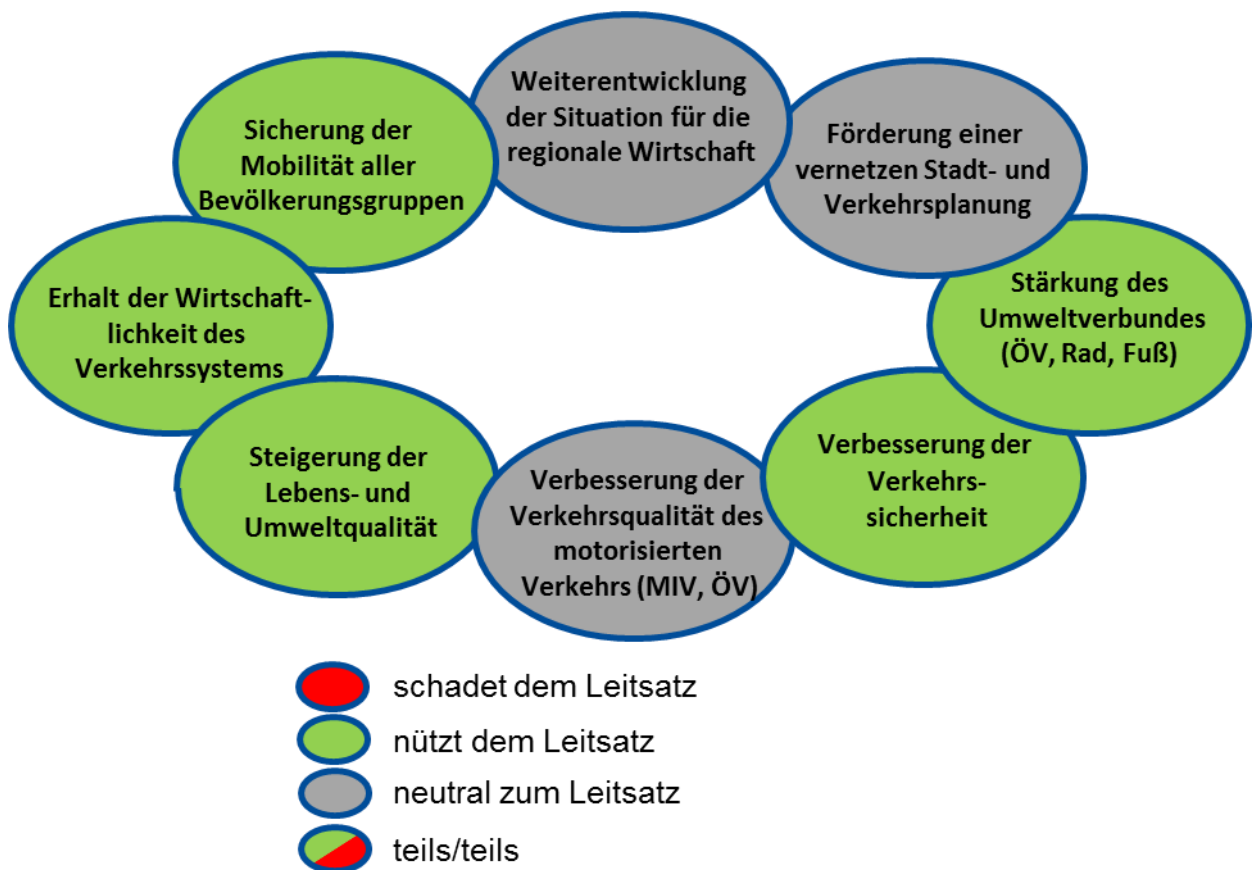 Weiterentwicklung
der Situation für die
regionale Wirtschaft
Sicherung der
Mobilität aller
Bevölkerungsgruppen
Förderung einer
vernetzen Stadt- und
Verkehrsplanung
Erhalt der Wirtschaft-
lichkeit des
Verkehrssystems
Stärkung des
Umweltverbundes
(ÖV, Rad, Fuß)
Steigerung der
Lebens- und
Umweltqualität
Verbesserung der
Verkehrsqualität des
motorisierten
Verkehrs (MIV, ÖV)
Verbesserung der
Verkehrs-
sicherheit
schadet dem Leitsatz
nützt dem Leitsatz
neutral zum Leitsatz
teils/teils